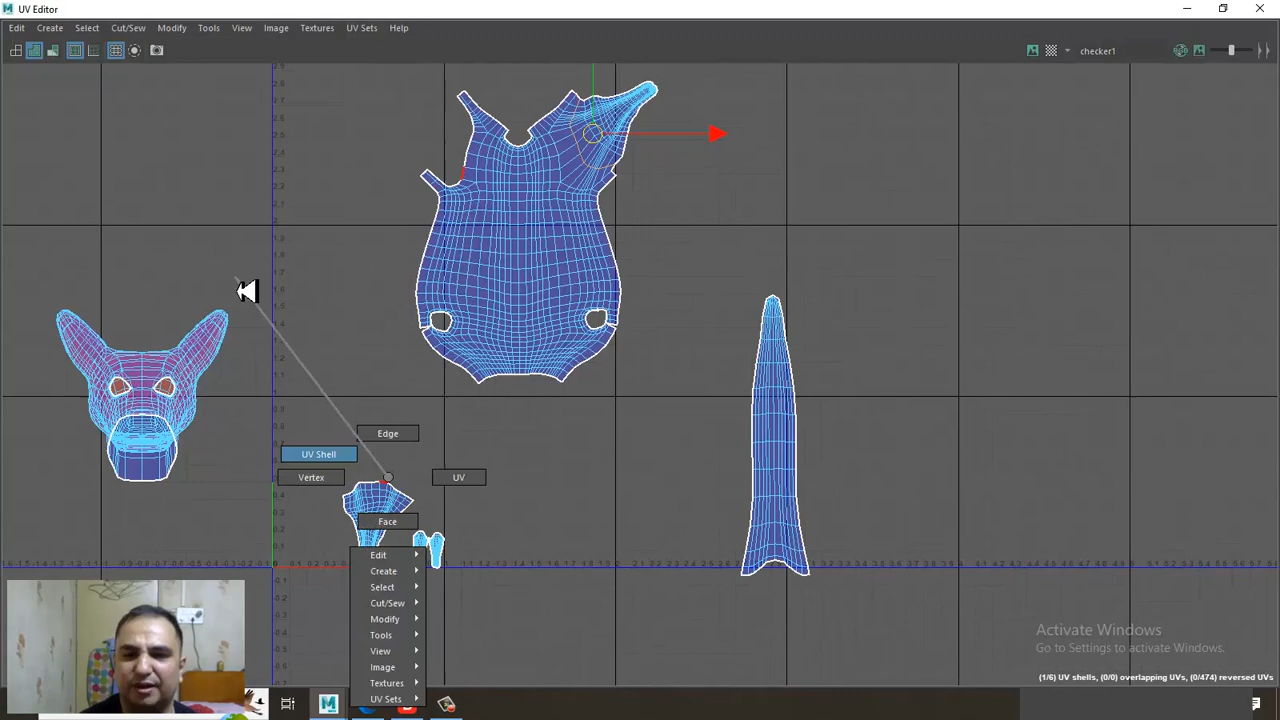 UV Editor
Edit Create Select Cut/Sew Modify Tools View Image Textures UV Sets Help
checker1
Edge
UV Shell
Vertex
UV
Face
Edit
Create
Select
Cut/Sew
Modify
Tools
View
Image
Textures
UV Sets
Activate Windows
Go to Settings to activate Windows.
(1/6) UV shells, (0/0) overlapping UVs, (0/474) reversed UVs